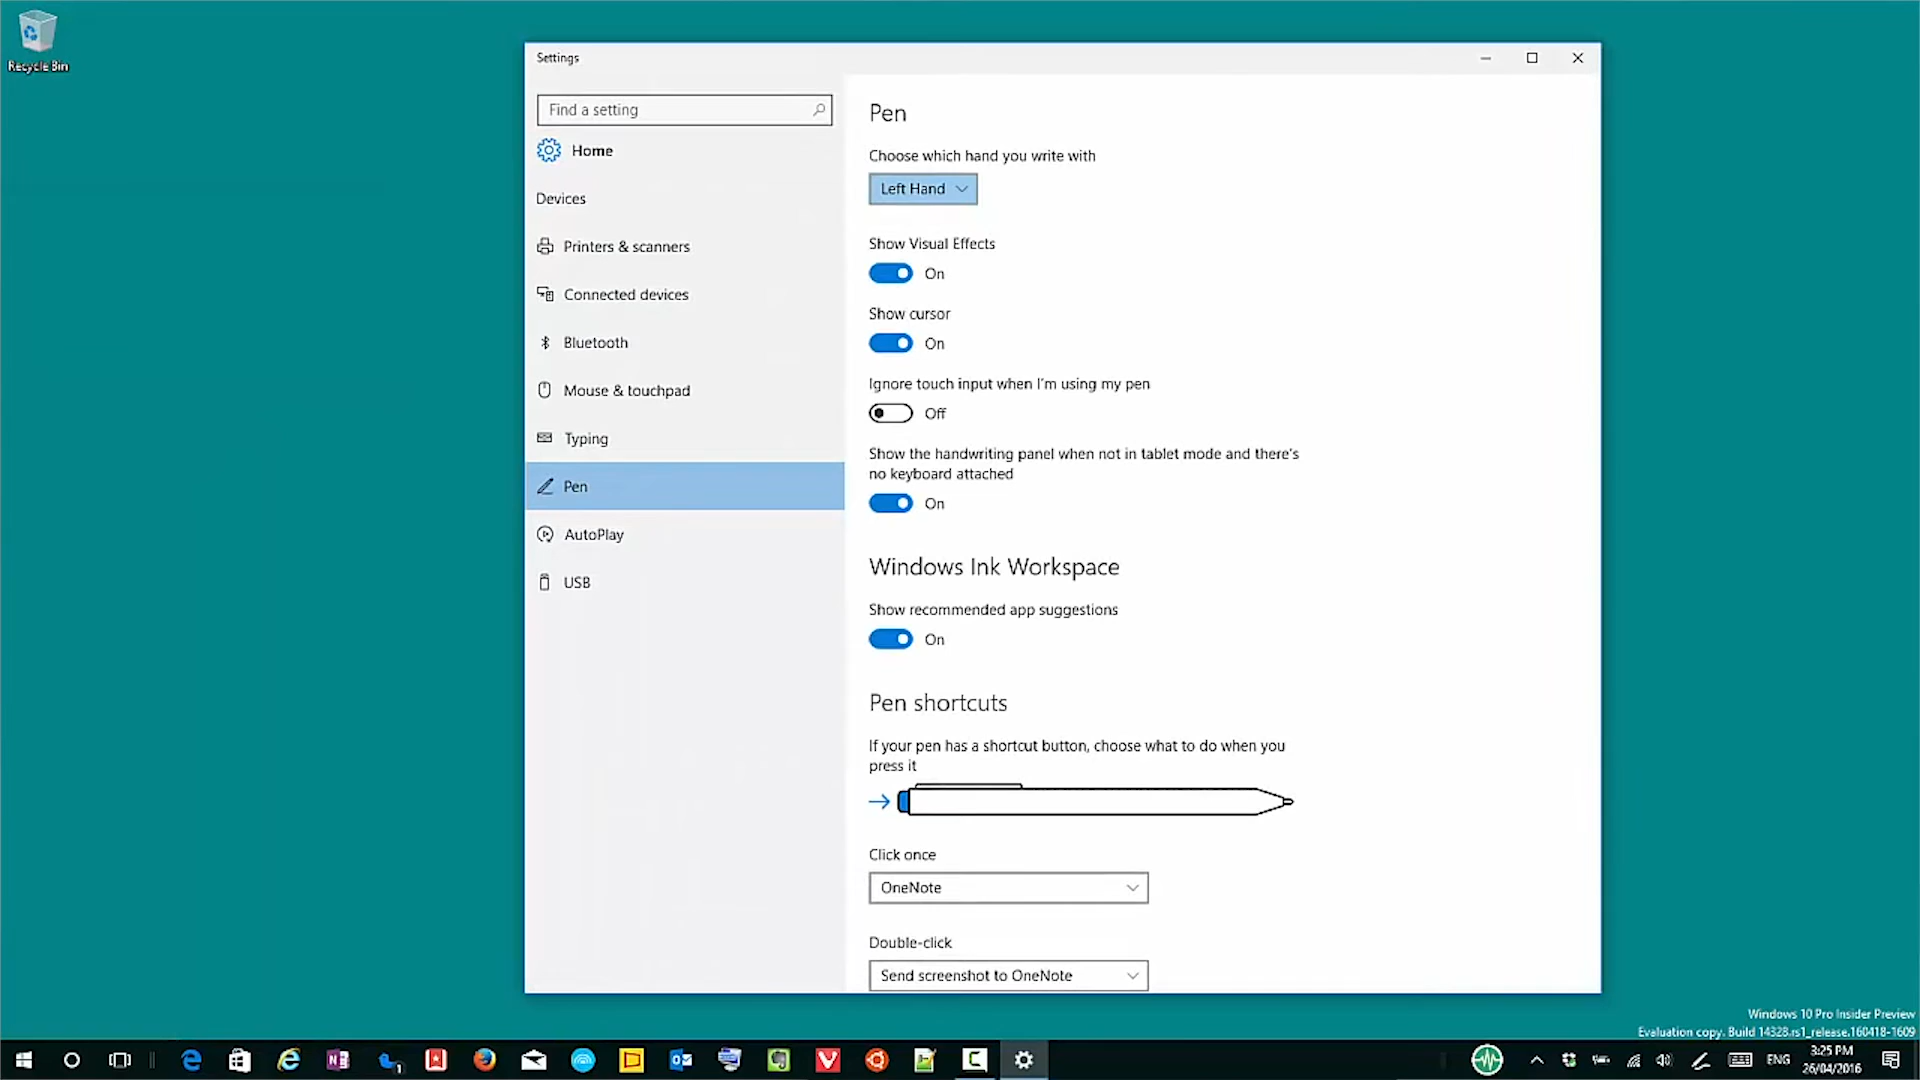 Recycle Bin
Settings
Find a setting
Home
Devices
Printers & scanners
Connected devices
Bluetooth
Mouse & touchpad
Typing
Pen
AutoPlay
USB
Pen
Choose which hand you write with
Left Hand
Show Visual Effects
On
Show cursor
On
Ignore touch input when I'm using my pen
Off
Show the handwriting panel when not in tablet mode and there's
no keyboard attached
On
Windows Ink Workspace
Show recommended app suggestions
On
Pen shortcuts
If your pen has a shortcut button, choose what to do when you
press it
Click once
OneNote
Double-click
Send screenshot to OneNote
Windows 10 Pro Insider Preview
Evaluation copy. Build 14328.rs1_release.160418-1609
ENG
3:25 PM
26/04/2016